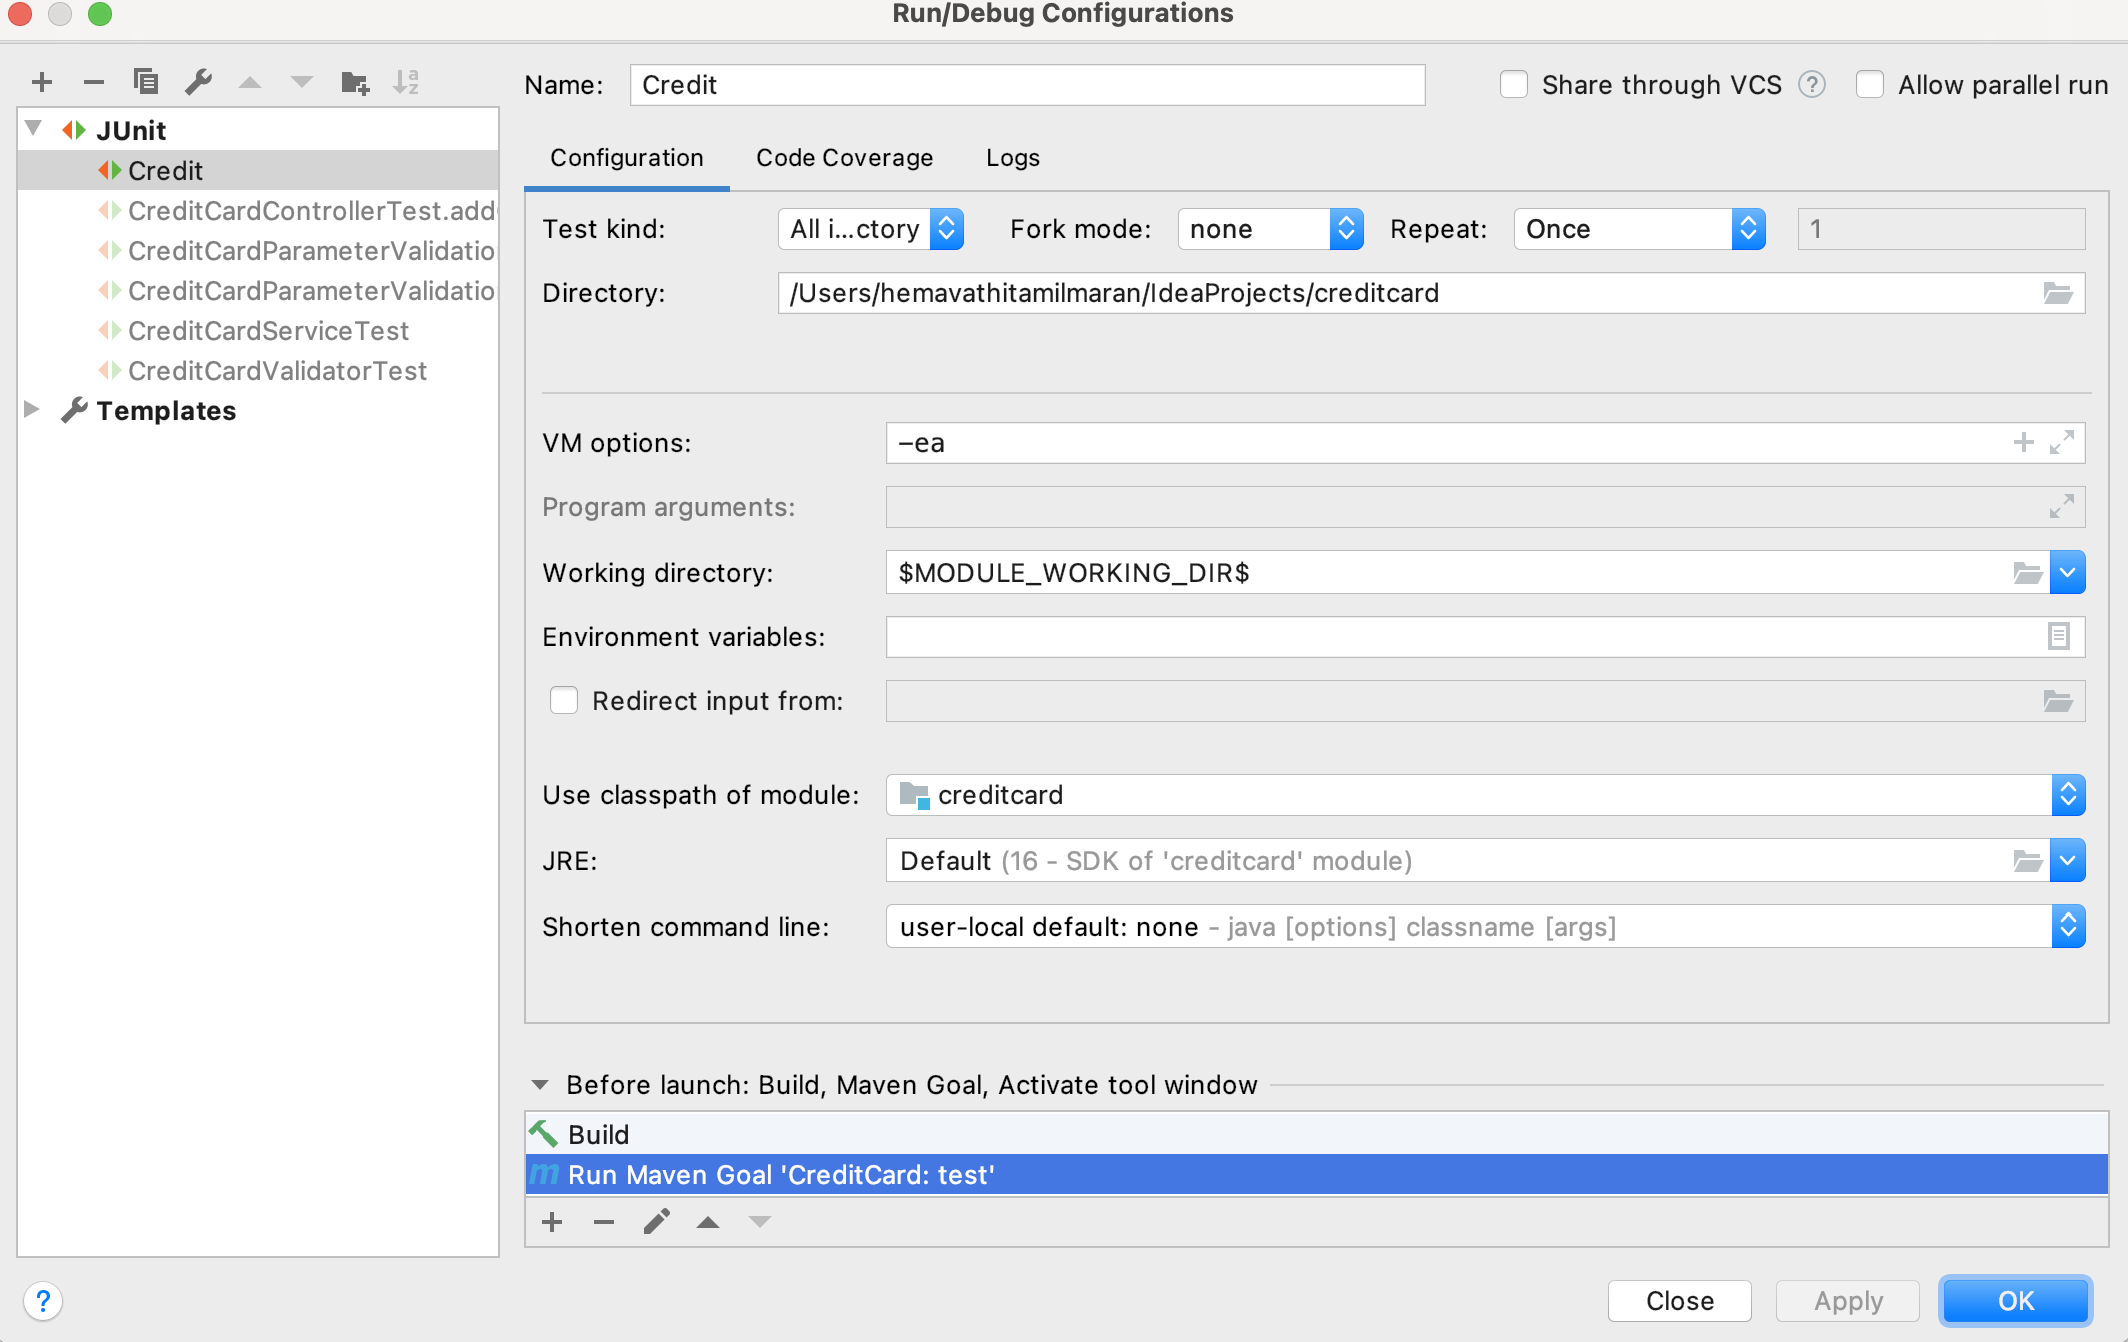 Run/Debug Configurations
Name: Credit Share through VCS ? Allow parallel run
JUnit
Credit
CreditCardControllerTest.add
CreditCardParameterValidatio
CreditCardParameterValidatio
CreditCardServiceTest
CreditCardValidatorTest
Templates
Configuration Code Coverage Logs
Test kind: All i...ctory Fork mode: none Repeat: Once 1
Directory: /Users/hemavathitamilmaran/IdeaProjects/creditcard
VM options: -ea
Program arguments:
Working directory: $MODULE_WORKING_DIR$
Environment variables:
Redirect input from:
Use classpath of module: creditcard
JRE: Default (16 - SDK of 'creditcard' module)
Shorten command line: user-local default: none - java [options] classname [args]
Before launch: Build, Maven Goal, Activate tool window
Build
m Run Maven Goal 'CreditCard: test'
? Close Apply OK